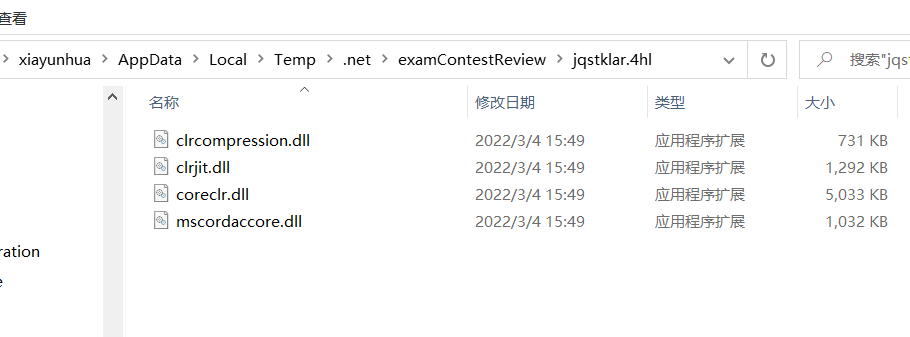 查看
xiayunhua > AppData > Local > Temp > .net > examContestReview > jqstklar.4hl 搜索"jqst
名称 修改日期 类型 大小
clrcompression.dll 2022/3/4 15:49 应用程序扩展 731 KB
clrjit.dll 2022/3/4 15:49 应用程序扩展 1,292 KB
coreclr.dll 2022/3/4 15:49 应用程序扩展 5,033 KB
mscordaccore.dll 2022/3/4 15:49 应用程序扩展 1,032 KB
ration
e